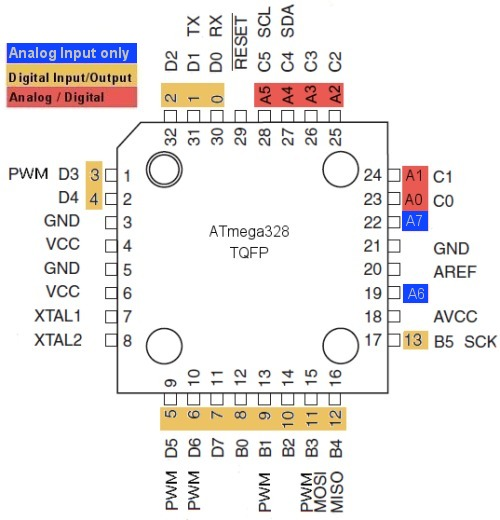 Analog Input only
Digital Input/Output
Analog / Digital
D2 D1 TX D0 RX RESET C5 SCL C4 SDA C3 C2
2 1 0 A5 A4 A3 A2
32 31 30 29 28 27 26 25
PWM D3 3 1
D4 4 2
GND 3
VCC 4
GND 5
VCC 6
XTAL1 7
XTAL2 8
ATmega328
TQFP
24 A1 C1
23 A0 C0
22 A7
21 GND
20 AREF
19 A6
18 AVCC
17 13 B5 SCK
9 10 11 12 13 14 15 16
5 6 7 8 9 10 11 12
D5 D6 D7 B0 B1 B2 B3 B4
PWM PWM PWM PWM MOSI MISO